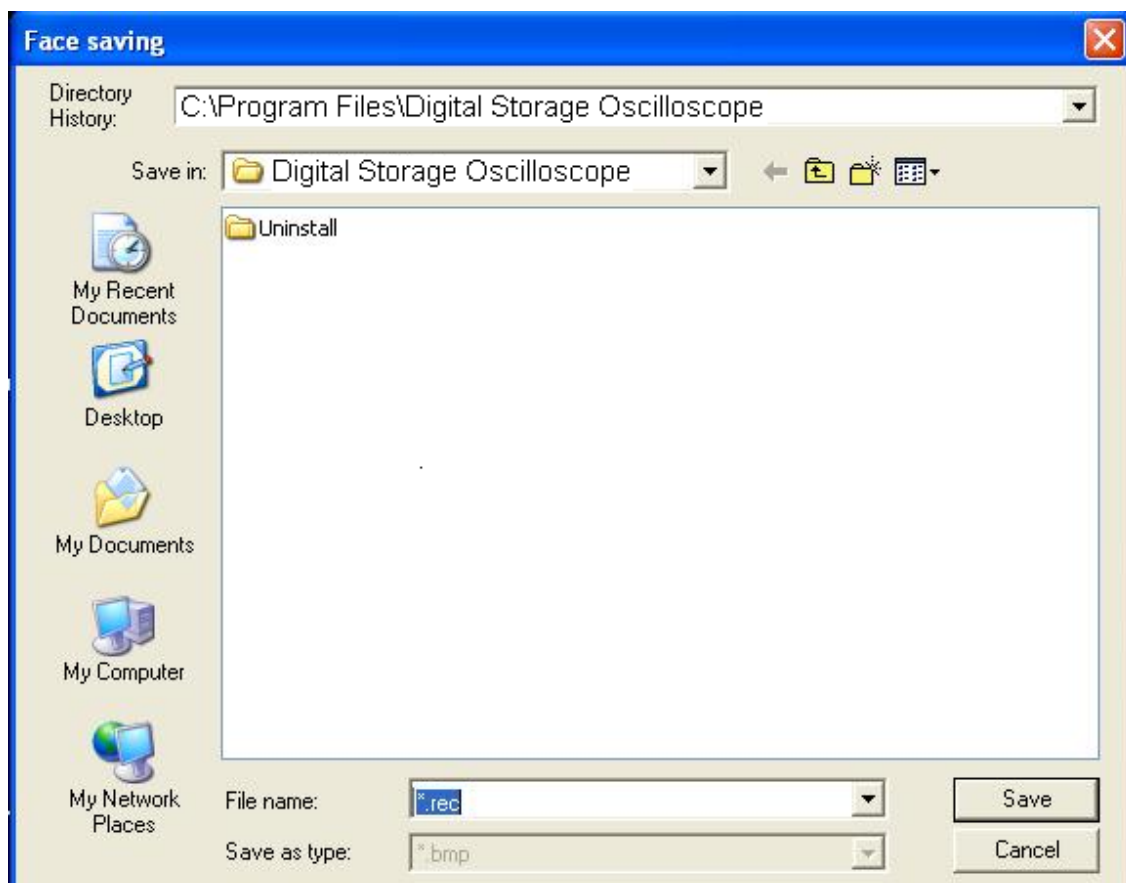 Face saving
Directory
History:
C:\Program Files\Digital Storage Oscilloscope
Save in:
Digital Storage Oscilloscope
Uninstall
My Recent
Documents
Desktop
My Documents
My Computer
My Network
Places
File name:
*.rec
Save
Save as type:
*.bmp
Cancel